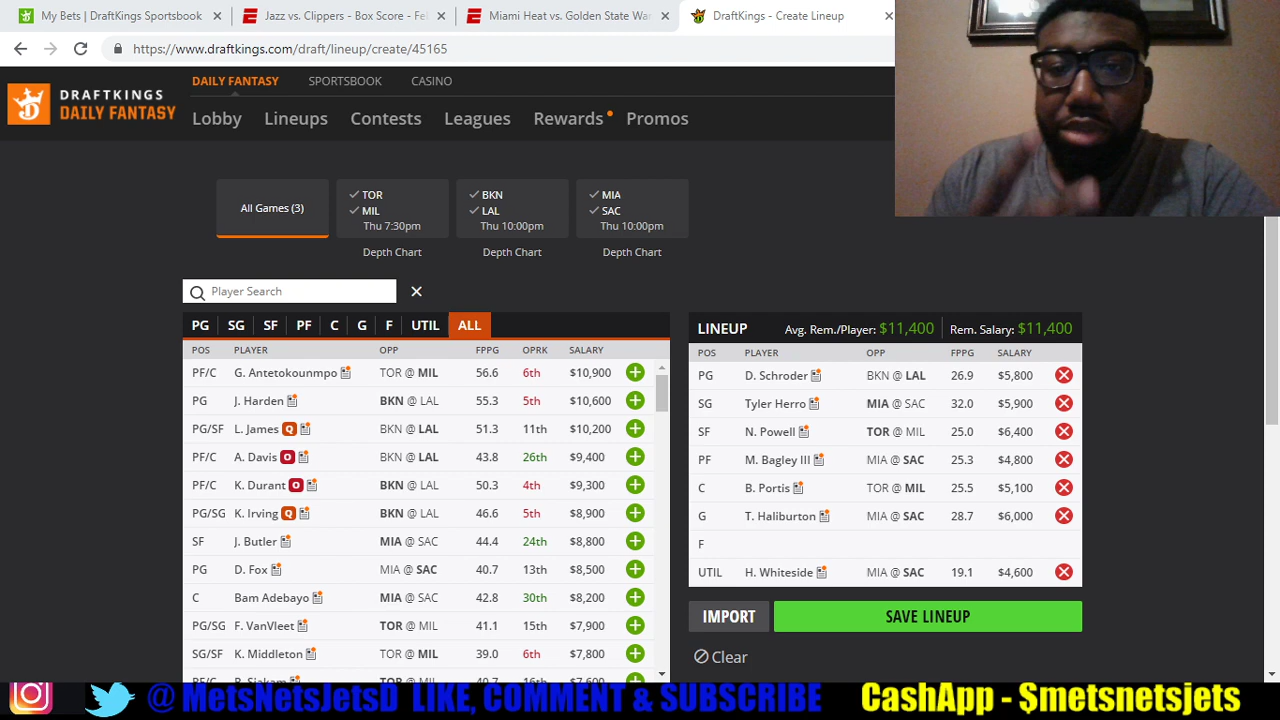 My Bets | DraftKings Sportsbook
Jazz vs. Clippers - Box Score - Fe
Miami Heat vs. Golden State War
DraftKings - Create Lineup
https://www.draftkings.com/draft/lineup/create/45165
DRAFTKINGS
DAILY FANTASY
DAILY FANTASY SPORTSBOOK CASINO
Lobby Lineups Contests Leagues Rewards Promos
All Games (3)
TOR
MIL
Thu 7:30pm
Depth Chart
BKN
LAL
Thu 10:00pm
Depth Chart
MIA
SAC
Thu 10:00pm
Depth Chart
Player Search
PG SG SF PF C G F UTIL ALL
POS PLAYER OPP FPPG OPRK SALARY
PF/C G. Antetokounmpo TOR @ MIL 56.6 6th $10,900
PG J. Harden BKN @ LAL 55.3 5th $10,600
PG/SF L. James Q BKN @ LAL 51.3 11th $10,200
PF/C A. Davis O BKN @ LAL 43.8 26th $9,400
PF/C K. Durant O BKN @ LAL 50.3 4th $9,300
PG/SG K. Irving Q BKN @ LAL 46.6 5th $8,900
SF J. Butler MIA @ SAC 44.4 24th $8,800
PG D. Fox MIA @ SAC 40.7 13th $8,500
C Bam Adebayo MIA @ SAC 42.8 30th $8,200
PG/SG F. VanVleet TOR @ MIL 41.1 15th $7,900
SG/SF K. Middleton TOR @ MIL 39.0 6th $7,800
LINEUP Avg. Rem./Player: $11,400 Rem. Salary: $11,400
POS PLAYER OPP FPPG SALARY
PG D. Schroder BKN @ LAL 26.9 $5,800
SG Tyler Herro MIA @ SAC 32.0 $5,900
SF N. Powell TOR @ MIL 25.0 $6,400
PF M. Bagley III MIA @ SAC 25.3 $4,800
C B. Portis TOR @ MIL 25.5 $5,100
G T. Haliburton MIA @ SAC 28.7 $6,000
F
UTIL H. Whiteside MIA @ SAC 19.1 $4,600
IMPORT SAVE LINEUP
Clear
@MetsNetsJetsD LIKE, COMMENT & SUBSCRIBE CashApp - $metsnetsjets